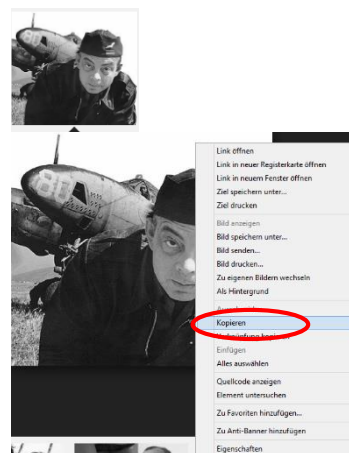 Link öffnen
Link in neuer Registerkarte öffnen
Link in neuem Fenster öffnen
Ziel speichern unter...
Ziel drucken
Bild anzeigen
Bild speichern unter...
Bild senden...
Bild drucken...
Zu eigenen Bildern wechseln
Als Hintergrund
Kopieren
Einfügen
Alles auswählen
Quellcode anzeigen
Element untersuchen
Zu Favoriten hinzufügen...
Zu Anti-Banner hinzufügen
Eigenschaften